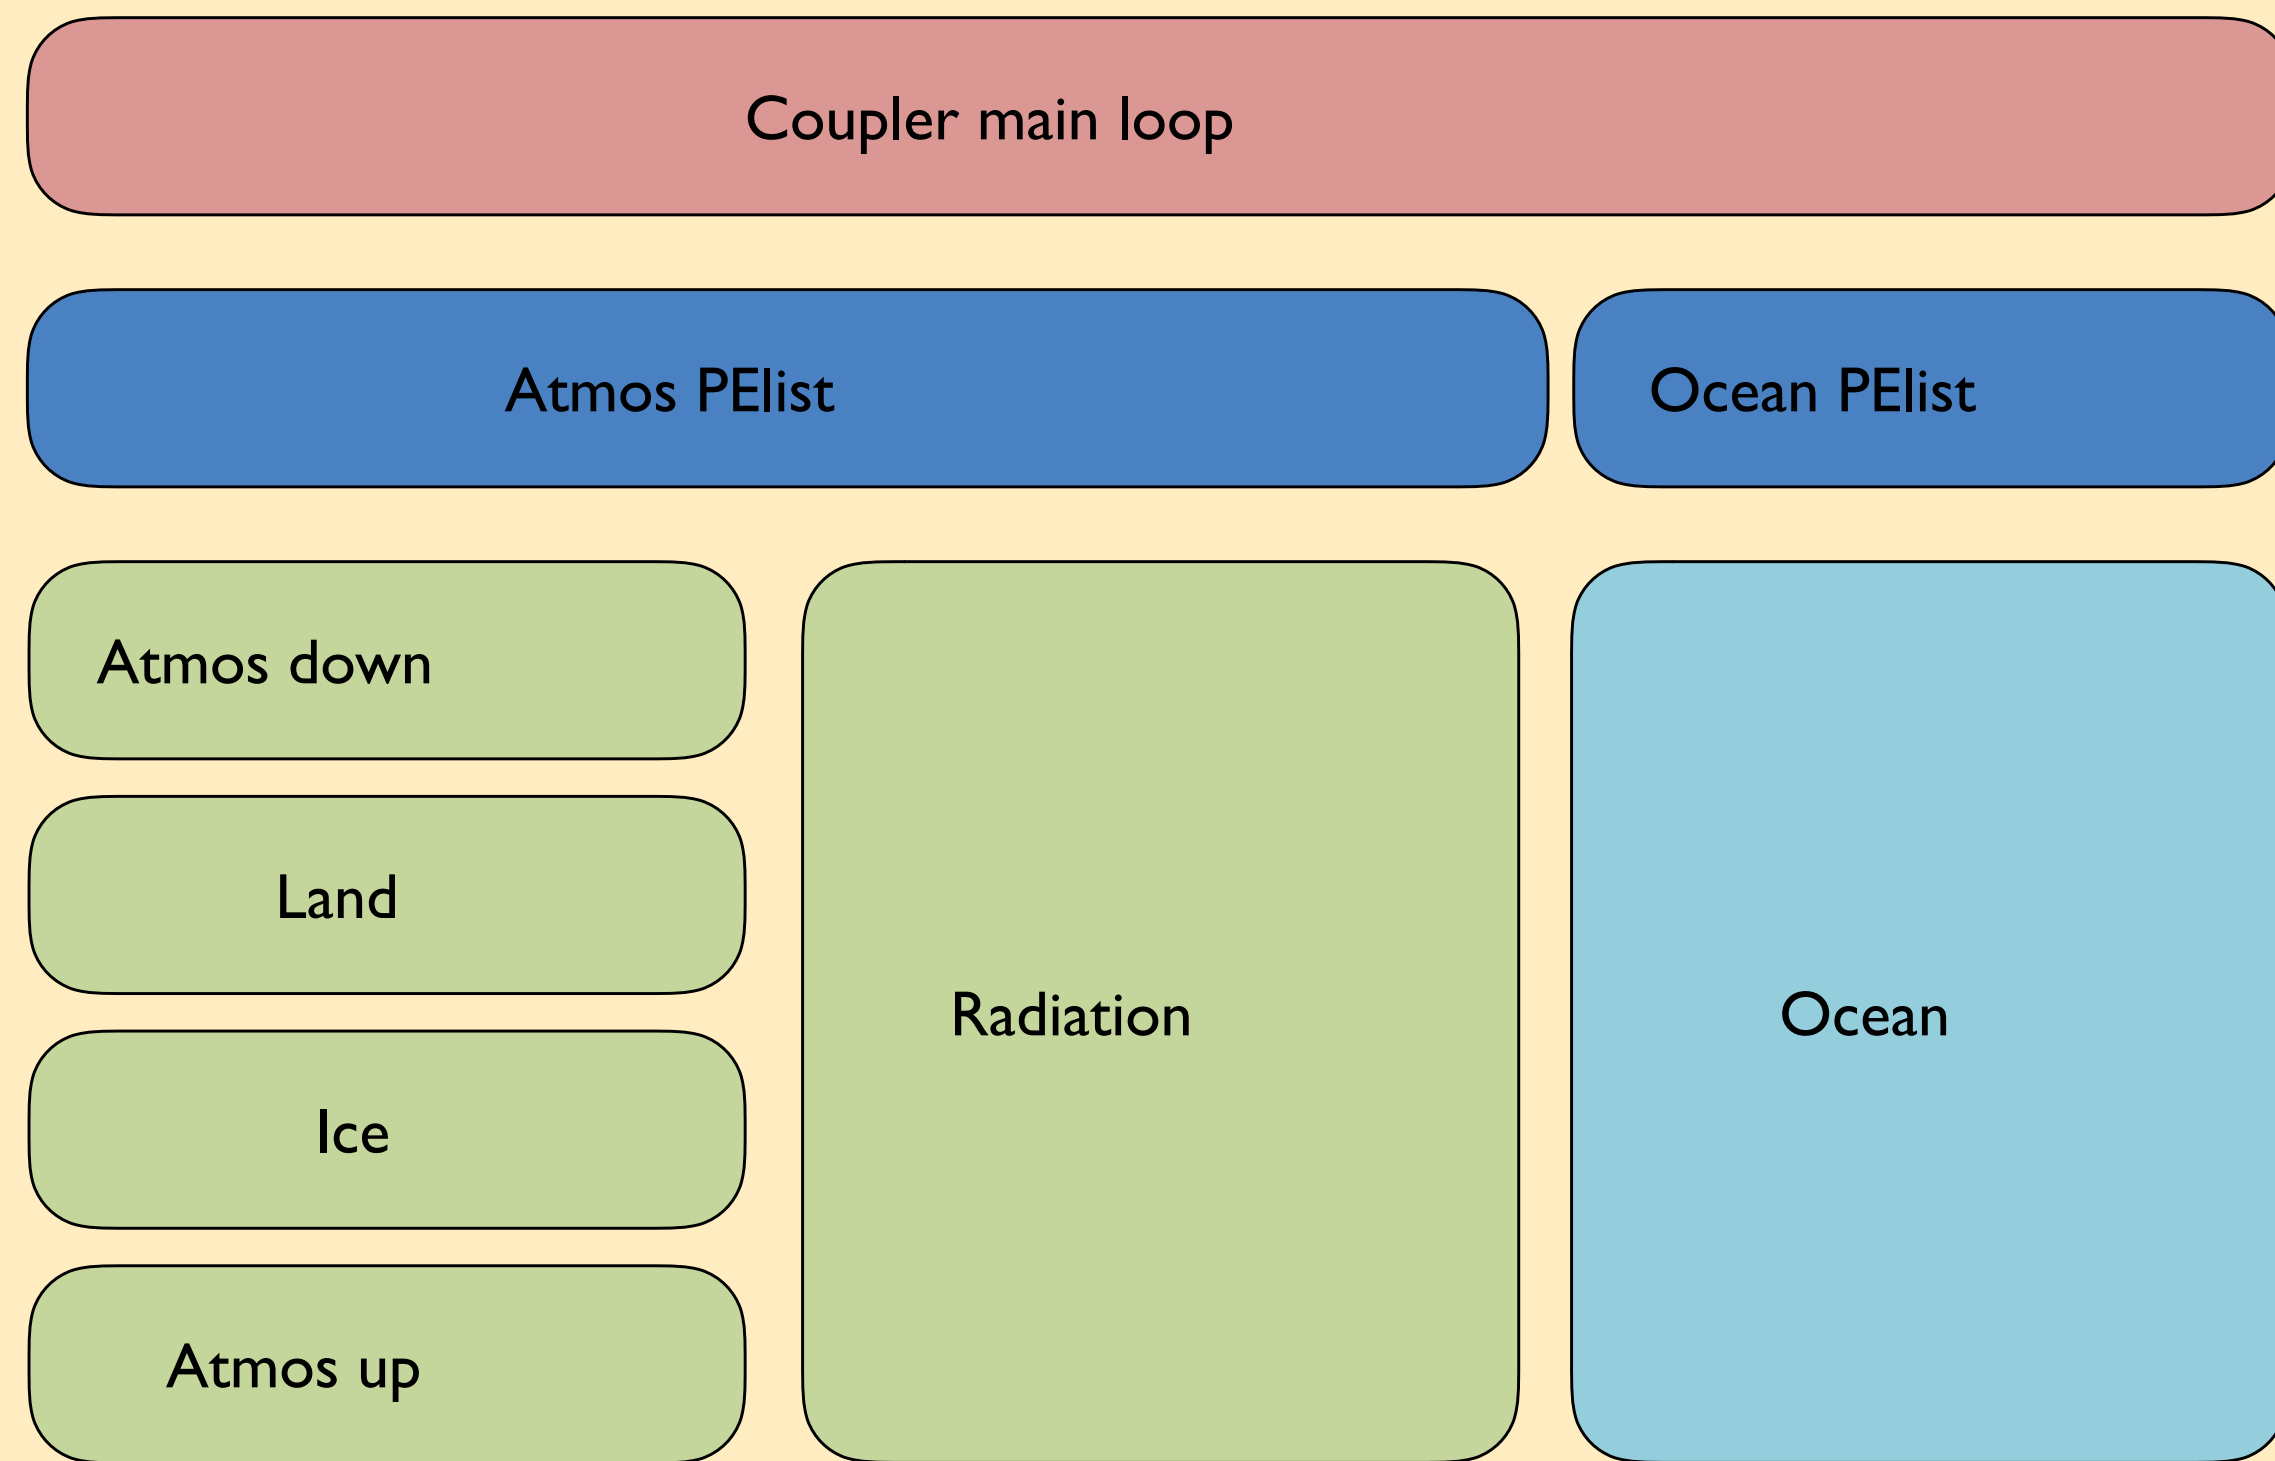 Coupler main loop
Atmos PElist
Ocean PElist
Atmos down
Land
Ice
Atmos up
Radiation
Ocean